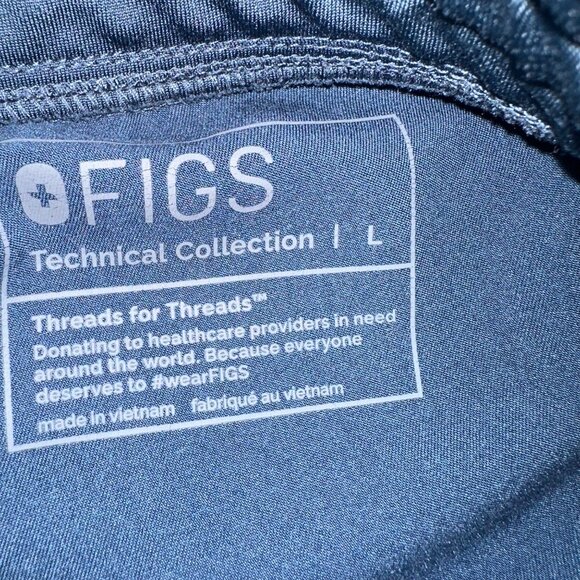 FIGS
Technical Collection | L
Threads for Threads™
Donating to healthcare providers in need
around the world. Because everyone
deserves to #wearFIGS
made in vietnam fabriqué au vietnam